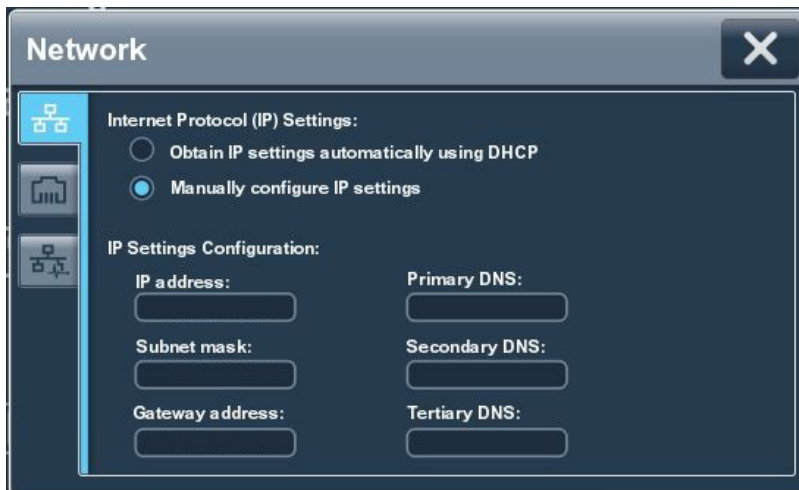 Network
Internet Protocol (IP) Settings:
Obtain IP settings automatically using DHCP
Manually configure IP settings
IP Settings Configuration:
IP address:
Primary DNS:
Subnet mask:
Secondary DNS:
Gateway address:
Tertiary DNS: